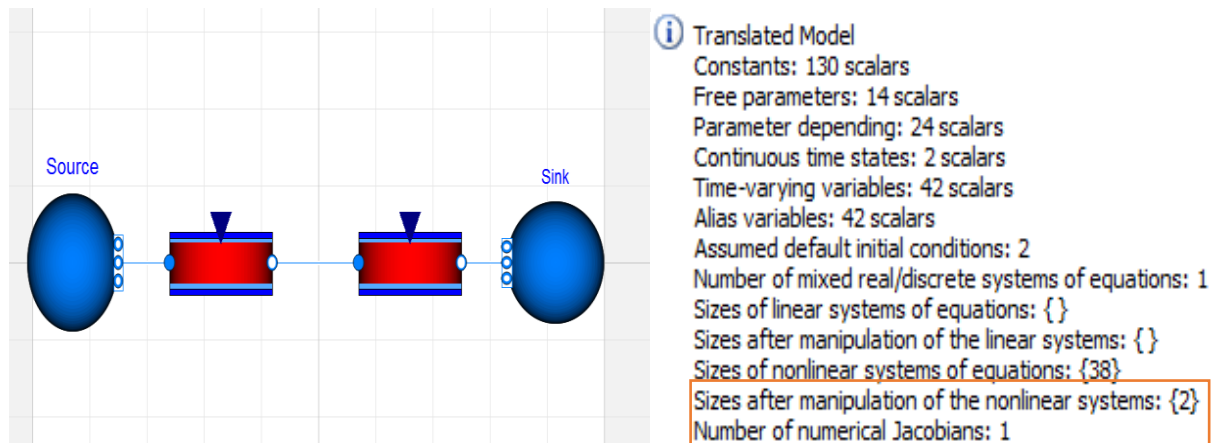 Source
Sink
Translated Model
Constants: 130 scalars
Free parameters: 14 scalars
Parameter depending: 24 scalars
Continuous time states: 2 scalars
Time-varying variables: 42 scalars
Alias variables: 42 scalars
Assumed default initial conditions: 2
Number of mixed real/discrete systems of equations: 1
Sizes of linear systems of equations: { }
Sizes after manipulation of the linear systems: { }
Sizes of nonlinear systems of equations: {38}
Sizes after manipulation of the nonlinear systems: {2}
Number of numerical Jacobians: 1